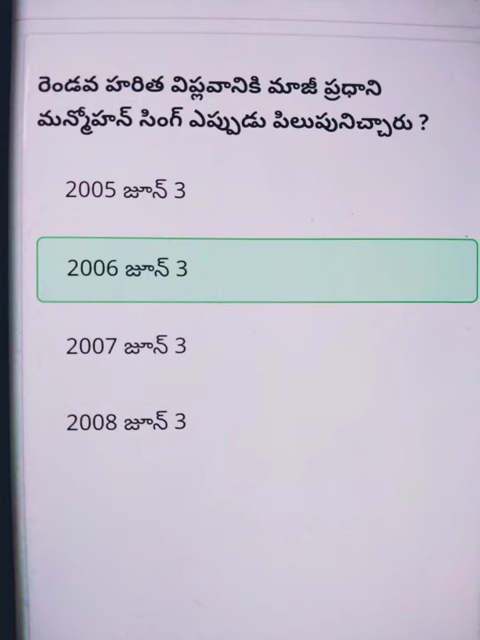 రెండవ హరిత విప్లవానికి మాజీ ప్రధాని
మన్మోహన్ సింగ్ ఎప్పుడు పిలుపునిచ్చారు ?
2005 జూన్ 3
2006 జూన్ 3
2007 జూన్ 3
2008 జూన్ 3